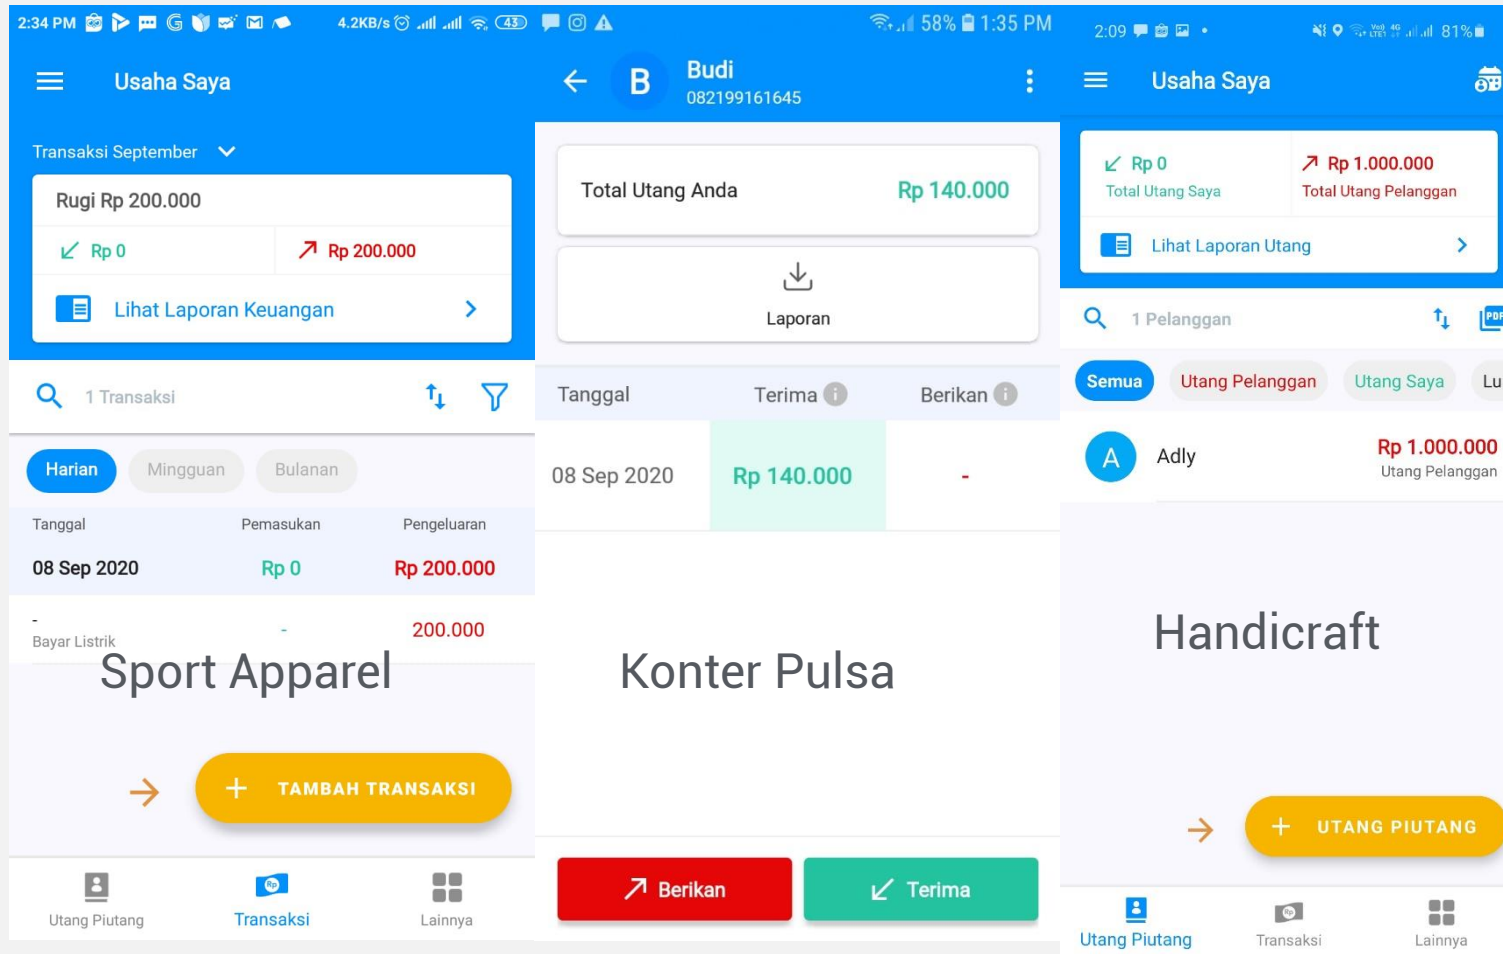 2:34 PM
4.2KB/s
43
Usaha Saya
Transaksi September
Rugi Rp 200.000
Rp 0
Rp 200.000
Lihat Laporan Keuangan
1 Transaksi
Harian
Mingguan
Bulanan
Tanggal
Pemasukan
Pengeluaran
08 Sep 2020
Rp 0
Rp 200.000
-
Bayar Listrik
-
200.000
Sport Apparel
+ TAMBAH TRANSAKSI
Utang Piutang
Transaksi
Lainnya
58%
1:35 PM
B
Budi
082199161645
Total Utang Anda
Rp 140.000
Laporan
Tanggal
Terima
Berikan
08 Sep 2020
Rp 140.000
-
Konter Pulsa
Berikan
Terima
2:09
81%
Usaha Saya
Rp 0
Total Utang Saya
Rp 1.000.000
Total Utang Pelanggan
Lihat Laporan Utang
1 Pelanggan
PDF
Semua
Utang Pelanggan
Utang Saya
Lu
A
Adly
Rp 1.000.000
Utang Pelanggan
Handicraft
+ UTANG PIUTANG
Utang Piutang
Transaksi
Lainnya